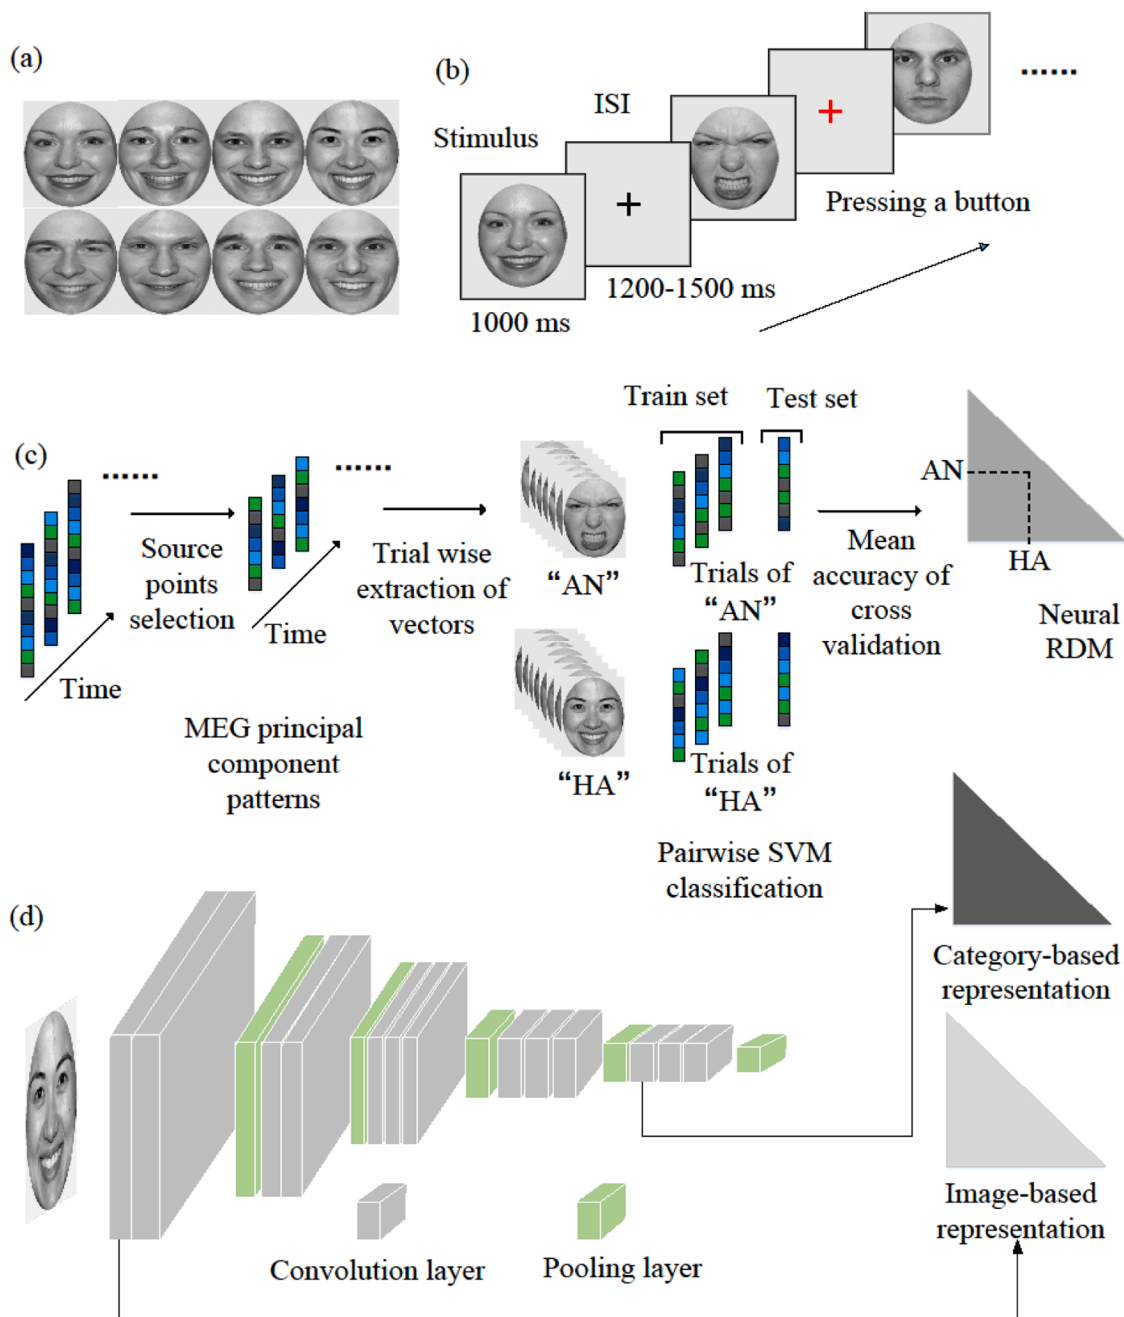 (a)
(b)
ISI
Stimulus
Pressing a button
1200-1500 ms
1000 ms
(c)
......
......
Source
points
selection
Time
Time
MEG principal
component
patterns
Trial wise
extraction of
vectors
“AN”
“HA”
Train set
Test set
Trials of
“AN”
Trials of
“HA”
Pairwise SVM
classification
Mean
accuracy of
cross
validation
AN
HA
Neural
RDM
(d)
Convolution layer
Pooling layer
Category-based
representation
Image-based
representation